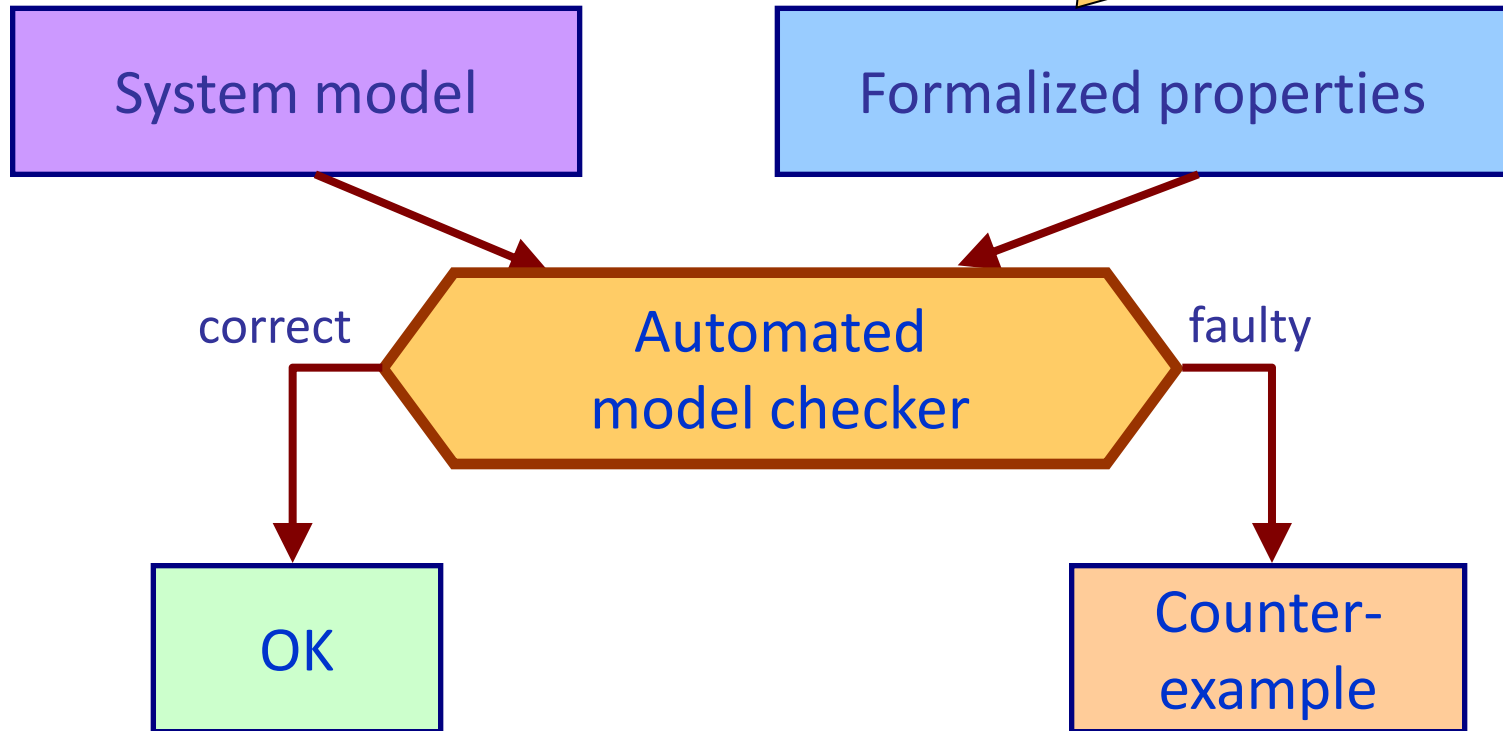 System model
Formalized properties
correct
Automated
model checker
faulty
OK
Counter-
example